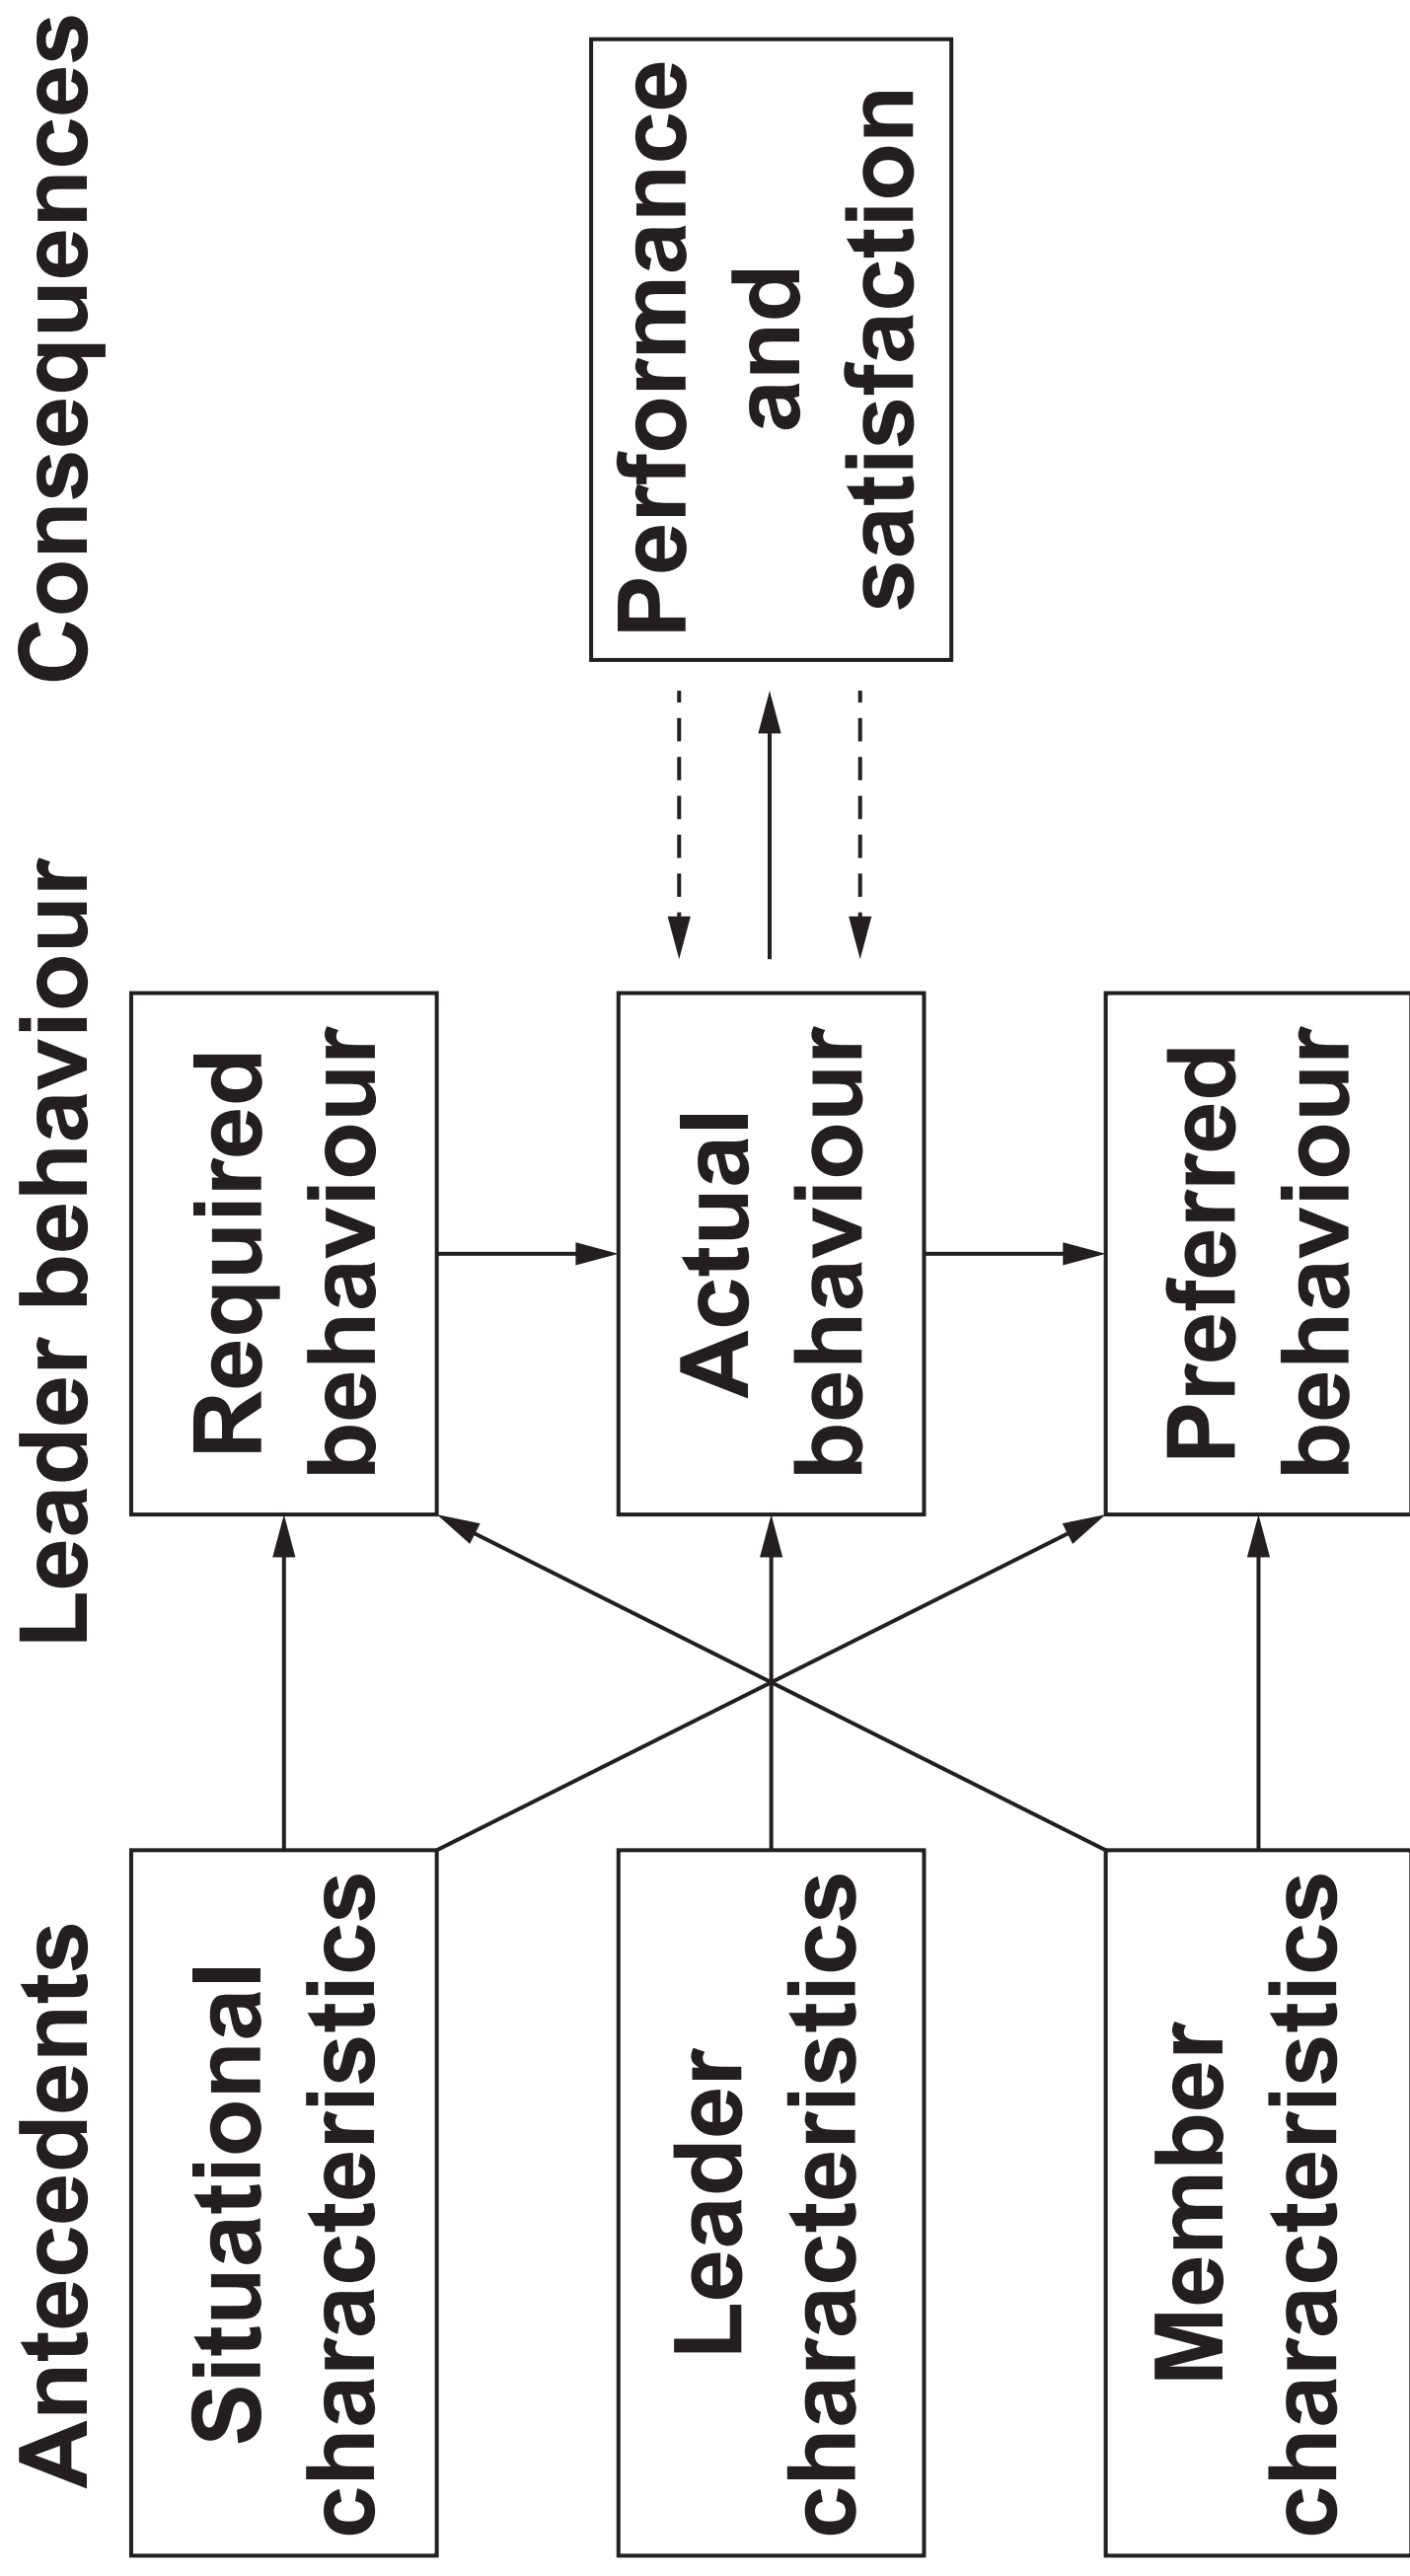 Antecedents
Leader behaviour
Consequences
Situational
characteristics
Required
behaviour
Leader
characteristics
Actual
behaviour
Performance
and
satisfaction
Member
characteristics
Preferred
behaviour